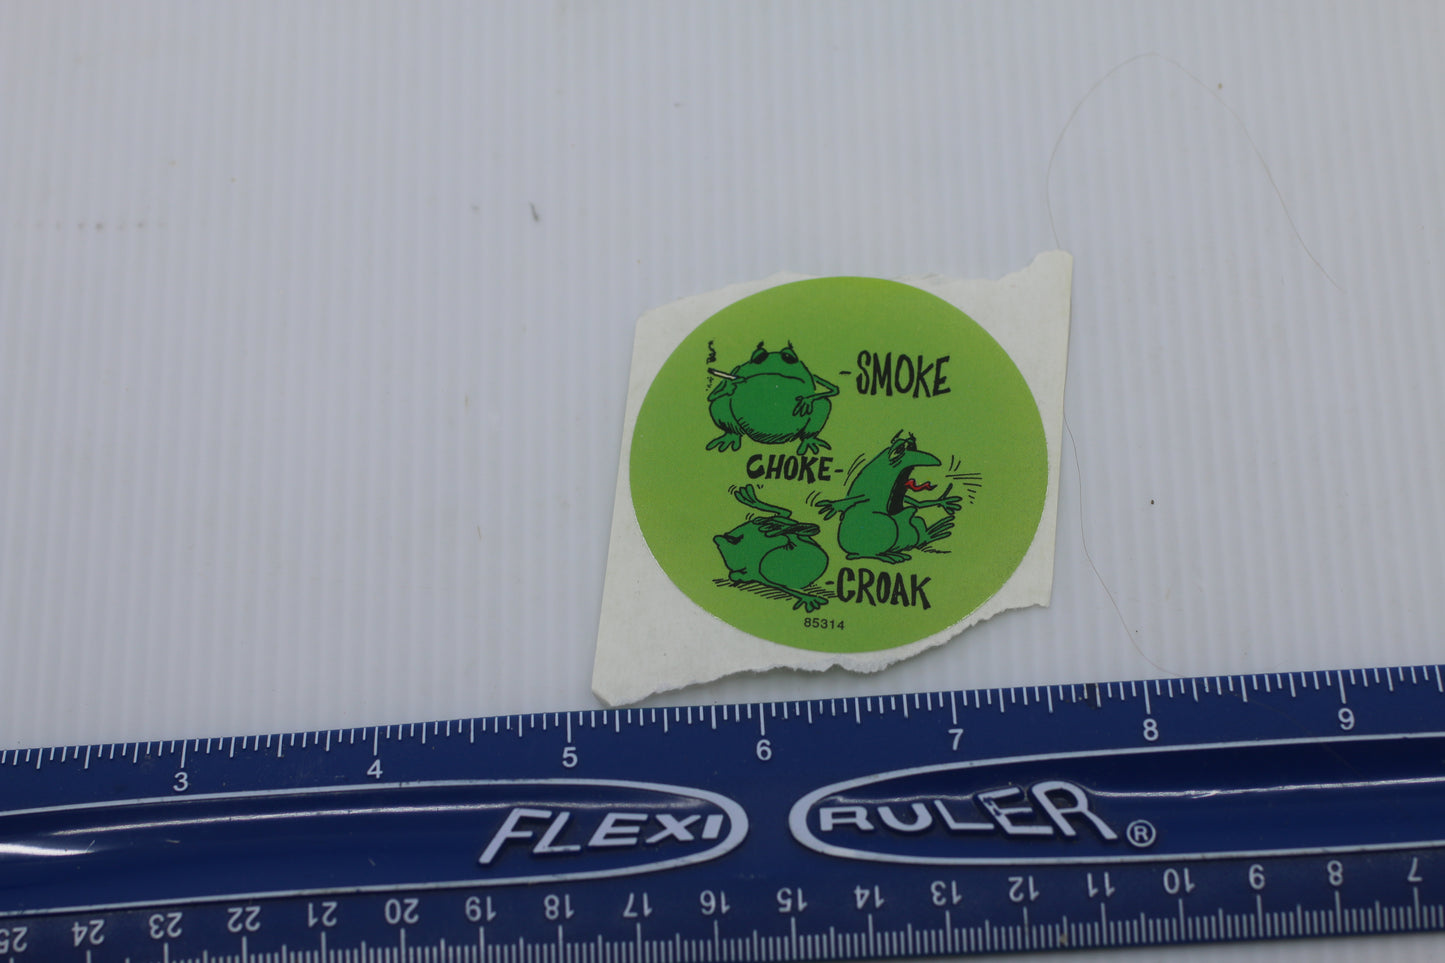 -SMOKE
CHOKE-
-CROAK
85314
3 4 5 6 7 8 9
FLEXI RULER®
25 24 23 22 21 20 19 18 17 16 15 14 13 12 11 10 9 8 7